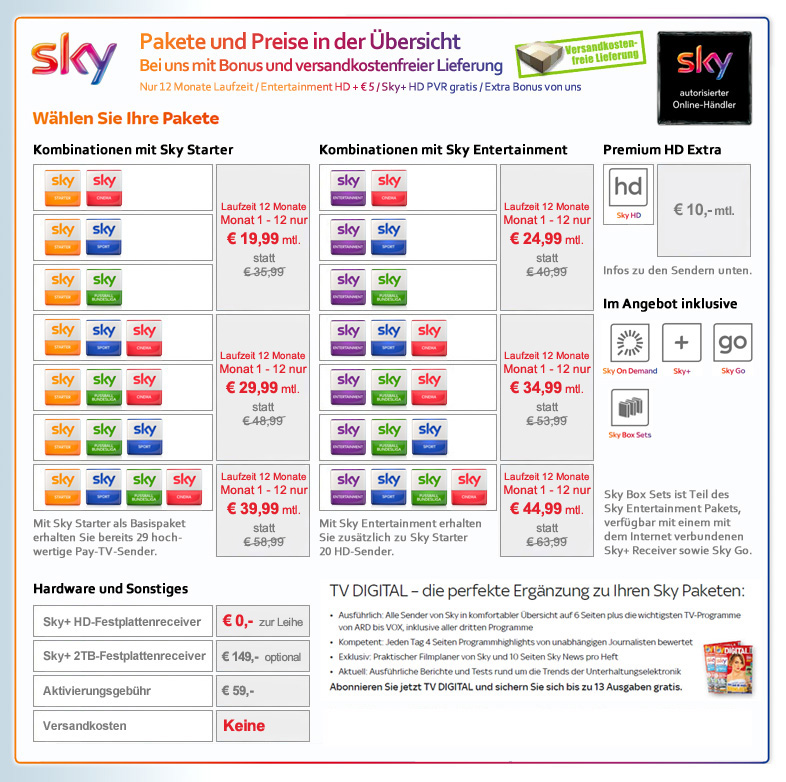 sky
Pakete und Preise in der Übersicht
Bei uns mit Bonus und versandkostenfreier Lieferung
Nur 12 Monate Laufzeit / Entertainment HD + € 5 / Sky+ HD PVR gratis / Extra Bonus von uns
Versandkosten-
freie Lieferung
sky
autorisierter
Online-Händler
Wählen Sie Ihre Pakete
Kombinationen mit Sky Starter
sky STARTER sky CINEMA
sky STARTER sky SPORT
sky STARTER sky FUSSBALL BUNDESLIGA
Laufzeit 12 Monate
Monat 1 - 12 nur
€ 19,99 mtl.
statt
€ 35,99
sky STARTER sky SPORT sky CINEMA
sky STARTER sky FUSSBALL BUNDESLIGA sky CINEMA
sky STARTER sky FUSSBALL BUNDESLIGA sky SPORT
Laufzeit 12 Monate
Monat 1 - 12 nur
€ 29,99 mtl.
statt
€ 48,99
sky STARTER sky SPORT sky FUSSBALL BUNDESLIGA sky CINEMA
Laufzeit 12 Monate
Monat 1 - 12 nur
€ 39,99 mtl.
statt
€ 58,99
Mit Sky Starter als Basispaket
erhalten Sie bereits 29 hoch-
wertige Pay-TV-Sender.
Kombinationen mit Sky Entertainment
sky ENTERTAINMENT sky CINEMA
sky ENTERTAINMENT sky SPORT
sky ENTERTAINMENT sky FUSSBALL BUNDESLIGA
Laufzeit 12 Monate
Monat 1 - 12 nur
€ 24,99 mtl.
statt
€ 40,99
sky ENTERTAINMENT sky SPORT sky CINEMA
sky ENTERTAINMENT sky FUSSBALL BUNDESLIGA sky CINEMA
sky ENTERTAINMENT sky FUSSBALL BUNDESLIGA sky SPORT
Laufzeit 12 Monate
Monat 1 - 12 nur
€ 34,99 mtl.
statt
€ 53,99
sky ENTERTAINMENT sky SPORT sky FUSSBALL BUNDESLIGA sky CINEMA
Laufzeit 12 Monate
Monat 1 - 12 nur
€ 44,99 mtl.
statt
€ 63,99
Mit Sky Entertainment erhalten
Sie zusätzlich zu Sky Starter
20 HD-Sender.
Premium HD Extra
hd
Sky HD
€ 10,- mtl.
Infos zu den Sendern unten.
Im Angebot inklusive
+ go
Sky On Demand Sky+ Sky Go
Sky Box Sets
Sky Box Sets ist Teil des
Sky Entertainment Pakets,
verfügbar mit einem mit
dem Internet verbundenen
Sky+ Receiver sowie Sky Go.
Hardware und Sonstiges
Sky+ HD-Festplattenreceiver € 0,- zur Leihe
Sky+ 2TB-Festplattenreceiver € 149,- optional
Aktivierungsgebühr € 59,-
Versandkosten Keine
TV DIGITAL – die perfekte Ergänzung zu Ihren Sky Paketen:
• Ausführlich: Alle Sender von Sky in komfortabler Übersicht auf 6 Seiten plus die wichtigsten TV-Programme
von ARD bis VOX, inklusive aller dritten Programme
• Kompetent: Jeden Tag 4 Seiten Programmhighlights von unabhängigen Journalisten bewertet
• Exklusiv: Praktischer Filmplaner von Sky und 10 Seiten Sky News pro Heft
• Aktuell: Ausführliche Berichte und Tests rund um die Trends der Unterhaltungselektronik
Abonnieren Sie jetzt TV DIGITAL und sichern Sie sich bis zu 13 Ausgaben gratis.
DIGITAL